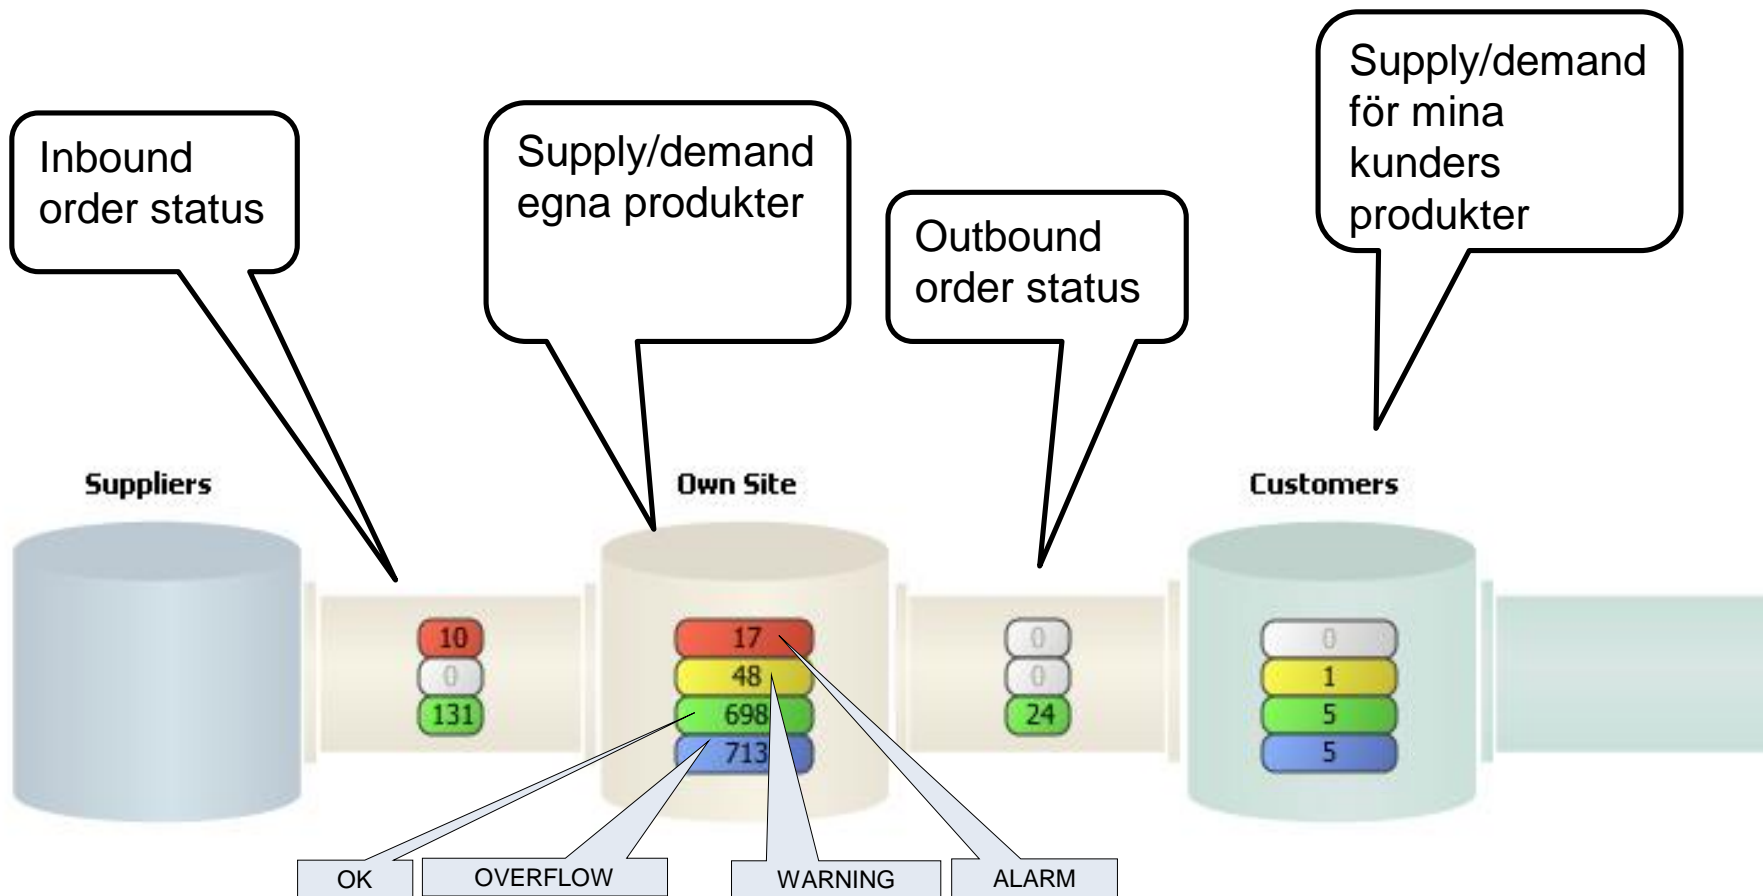 Supply/demand
för mina
kunders
produkter
Inbound
order status
Supply/demand
egna produkter
Outbound
order status
Suppliers
Own Site
Customers
10
0
131
17
48
698
713
0
0
24
0
1
5
5
OK
OVERFLOW
WARNING
ALARM